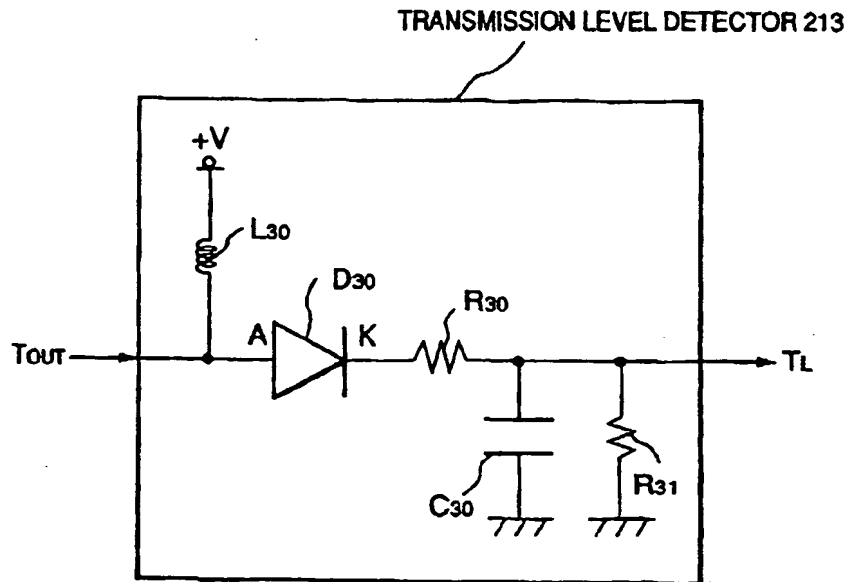 TRANSMISSION LEVEL DETECTOR 213
+V
L30
D30
R30
A
K
TOUT
TL
C30
R31